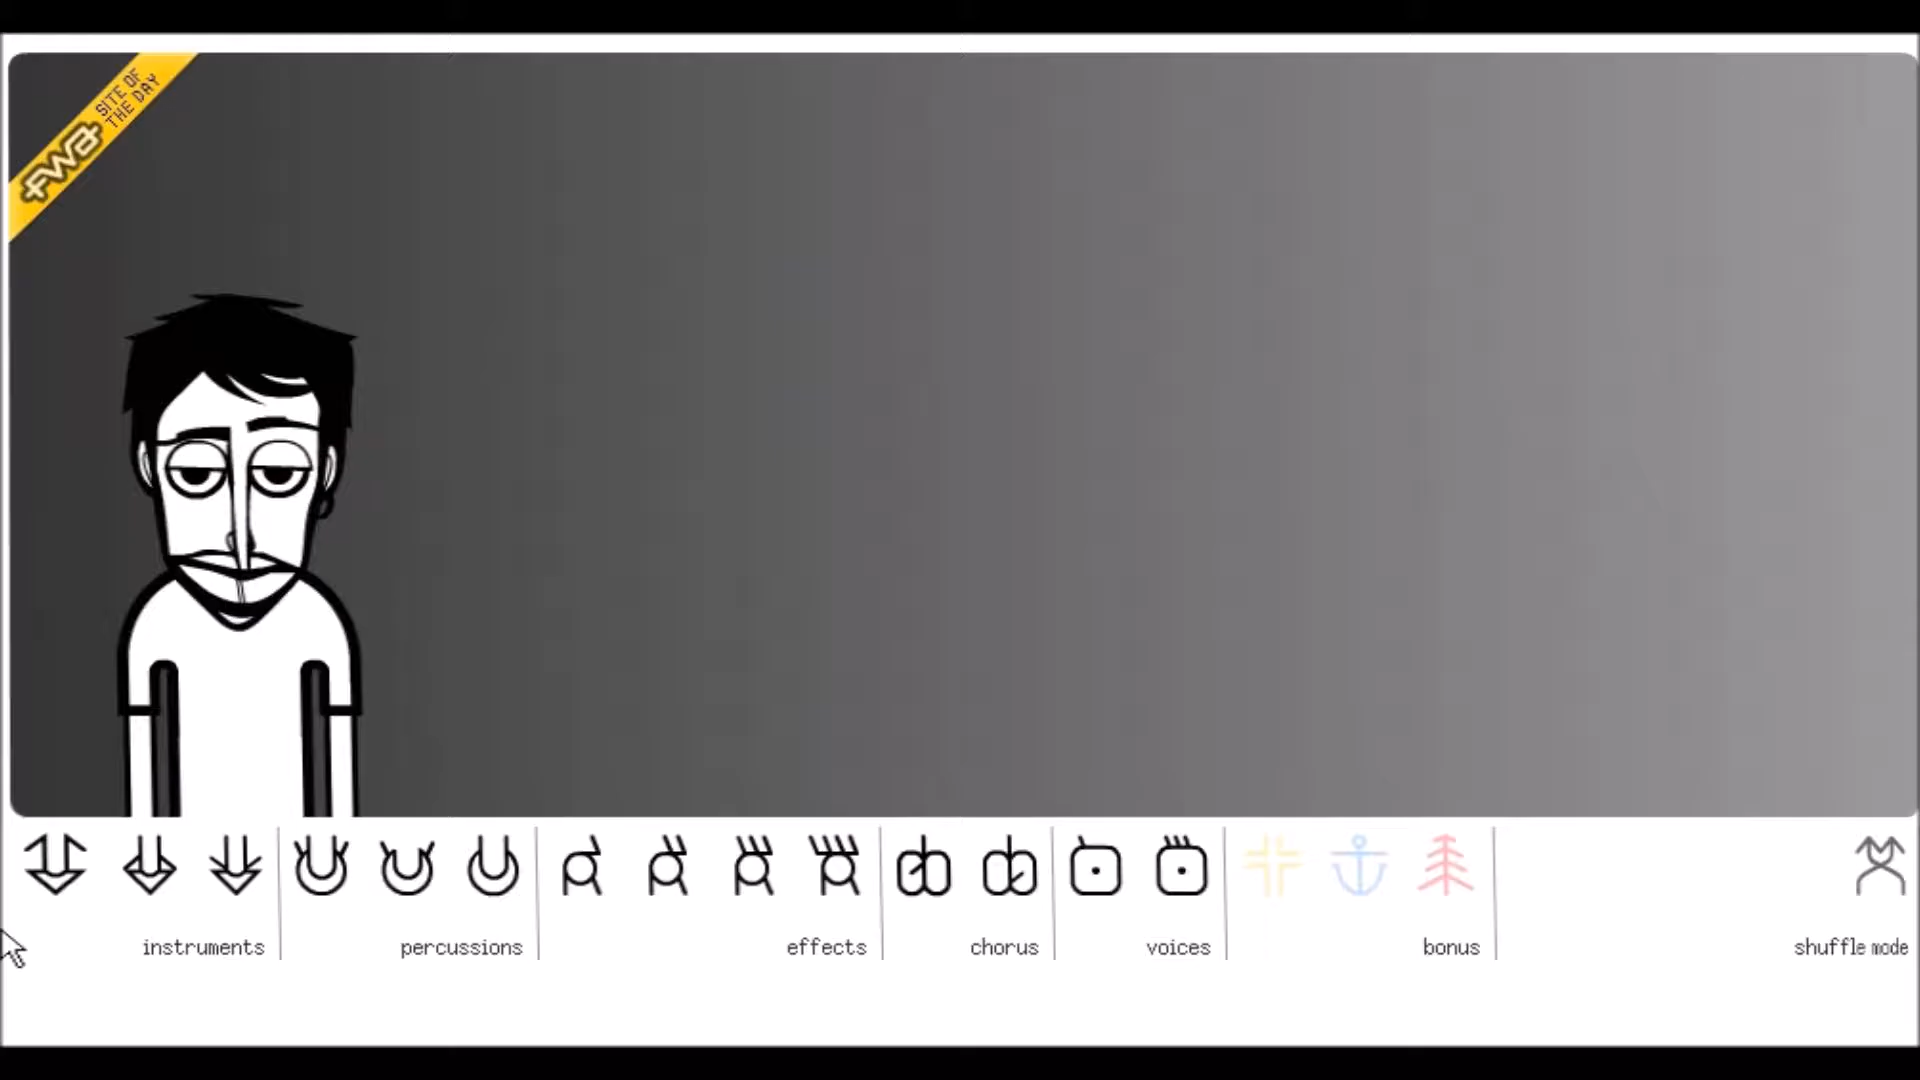 SITE OF
THE DAY
FWA
instruments
percussions
effects
chorus
voices
bonus
shuffle mode